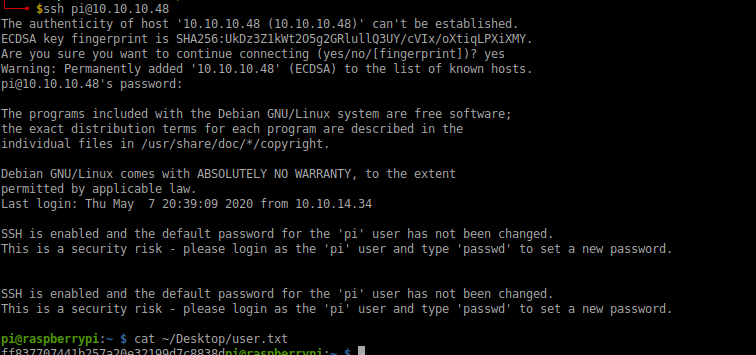 $ssh pi@10.10.10.48
The authenticity of host '10.10.10.48 (10.10.10.48)' can't be established.
ECDSA key fingerprint is SHA256:UkDz3Z1kWt2O5g2GRlullQ3UY/cVIx/oXtiqLPXiXMY.
Are you sure you want to continue connecting (yes/no/[fingerprint])? yes
Warning: Permanently added '10.10.10.48' (ECDSA) to the list of known hosts.
pi@10.10.10.48's password:
The programs included with the Debian GNU/Linux system are free software;
the exact distribution terms for each program are described in the
individual files in /usr/share/doc/*/copyright.
Debian GNU/Linux comes with ABSOLUTELY NO WARRANTY, to the extent
permitted by applicable law.
Last login: Thu May  7 20:39:09 2020 from 10.10.14.34
SSH is enabled and the default password for the 'pi' user has not been changed.
This is a security risk - please login as the 'pi' user and type 'passwd' to set a new password.
SSH is enabled and the default password for the 'pi' user has not been changed.
This is a security risk - please login as the 'pi' user and type 'passwd' to set a new password.
pi@raspberrypi:~ $ cat ~/Desktop/user.txt
ff837707441b257a20e32199d7c8838dpi@raspberrypi:~ $